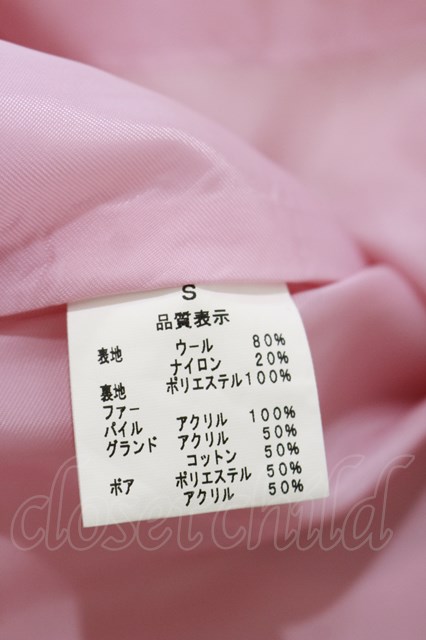 S
品質表示
表地 ウール 80%
ナイロン 20%
裏地 ポリエステル 100%
ファー
パイル アクリル 100%
グランド アクリル 50%
コットン 50%
ボア ポリエステル 50%
アクリル 50%
closet child